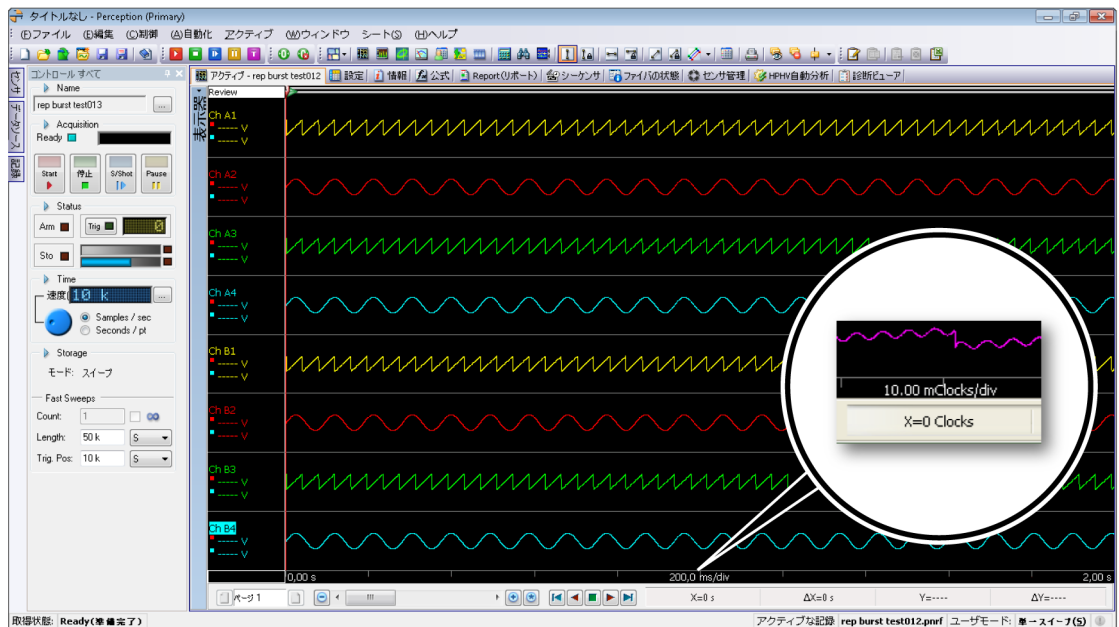 タイトルなし - Perception (Primary)
(F)ファイル (E)編集 (C)制御 (A)自動化 アクティブ (W)ウィンドウ シート(S) (H)ヘルプ
コントロール すべて
Name
rep burst test013
...
Acquisition
Ready
Start 停止 S/Shot Pause
Status
Arm Trig 0
Sto
Time
速度( 10 k ...
Samples / sec
Seconds / pt
Storage
モード: スイープ
Fast Sweeps
Count: 1
Length: 50 k S
Trig. Pos: 10 k S
データソース
記録
アクティブ - rep burst test012 設定 情報 公式 Report(リポート) シーケンサ ファイバの状態 センサ管理 HPHV自動分析 診断ビューア
表示器
Review
Ch A1
----- V
----- V
Ch A2
----- V
----- V
Ch A3
----- V
----- V
Ch A4
----- V
----- V
Ch B1
----- V
----- V
Ch B2
----- V
----- V
Ch B3
----- V
----- V
Ch B4
----- V
----- V
10.00 mClocks/div
X=0 Clocks
0,00 s 200,0 ms/div 2,00 s
ページ 1 X=0 s ΔX=0 s Y=---- ΔY=----
取得状態: Ready(準備完了) アクティブな記録 rep burst test012.pnrf ユーザモード: 単一スイープ(S)